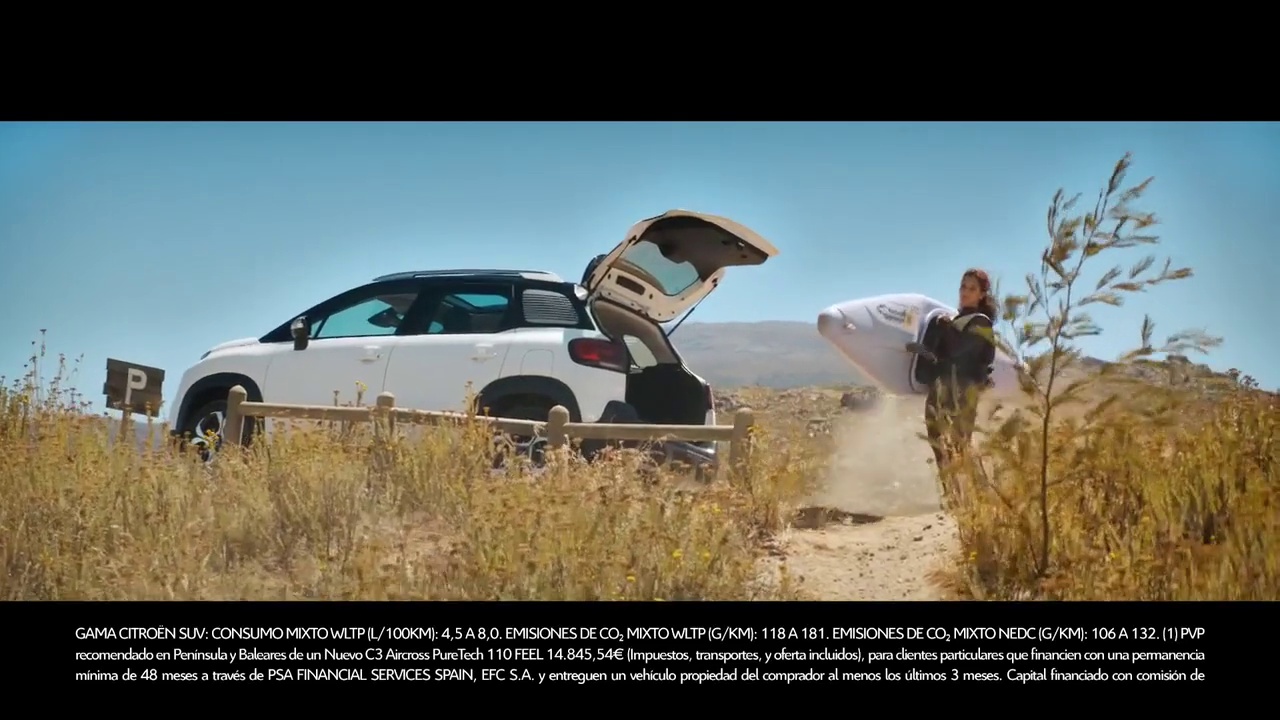 P
GAMA CITROËN SUV: CONSUMO MIXTO WLTP (L/100KM): 4,5 A 8,0. EMISIONES DE CO₂ MIXTO WLTP (G/KM): 118 A 181. EMISIONES DE CO₂ MIXTO NEDC (G/KM): 106 A 132. (1) PVP
recomendado en Península y Baleares de un Nuevo C3 Aircross PureTech 110 FEEL 14.845,54€ (Impuestos, transportes, y oferta incluidos), para clientes particulares que financien con una permanencia
mínima de 48 meses a través de PSA FINANCIAL SERVICES SPAIN, EFC S.A. y entreguen un vehículo propiedad del comprador al menos los últimos 3 meses. Capital financiado con comisión de